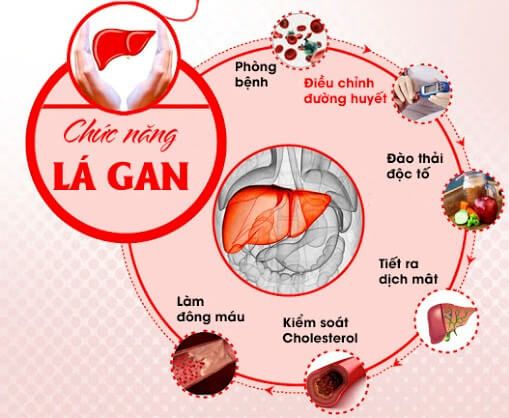 Chức năng
LÁ GAN
Phòng
bệnh
Điều chỉnh
đường huyết
Đào thải
độc tố
Tiết ra
dịch mật
Kiểm soát
Cholesterol
Làm
đông máu